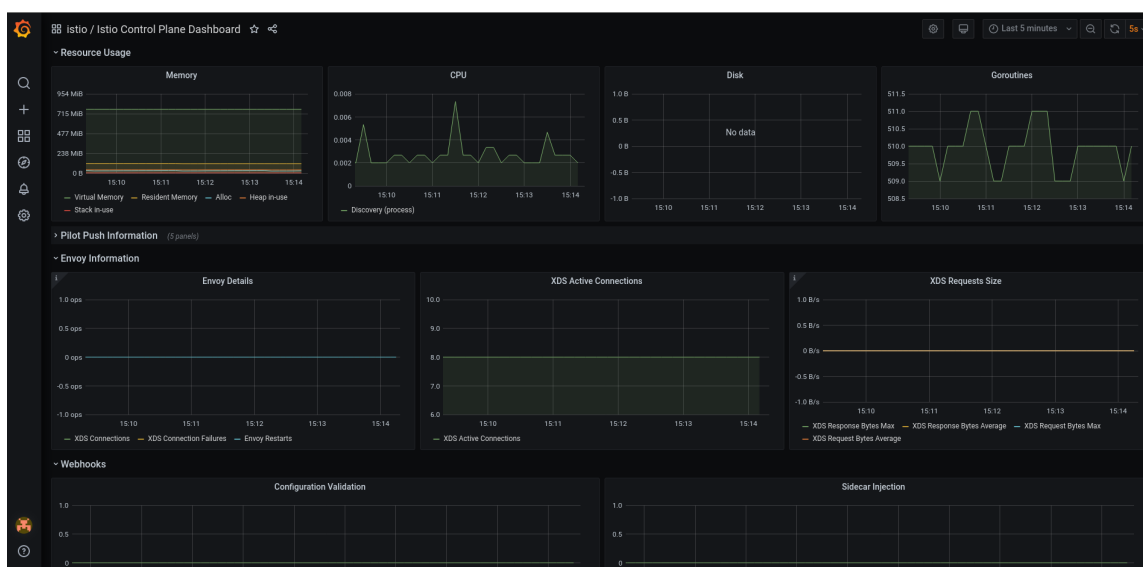 istio / Istio Control Plane Dashboard
Last 5 minutes
5s
Resource Usage
Memory
954 MiB
715 MiB
477 MiB
238 MiB
0 B
15:10 15:11 15:12 15:13 15:14
Virtual Memory Resident Memory Alloc Heap in-use
Stack in-use
CPU
0.008
0.006
0.004
0.002
0
15:10 15:11 15:12 15:13 15:14
Discovery (process)
Disk
1.0 B
0.5 B
0 B
-0.5 B
-1.0 B
No data
15:10 15:11 15:12 15:13 15:14
Goroutines
511.5
511.0
510.5
510.0
509.5
509.0
508.5
15:10 15:11 15:12 15:13 15:14
Pilot Push Information (5 panels)
Envoy Information
Envoy Details
1.0 ops
0.5 ops
0 ops
-0.5 ops
-1.0 ops
15:10 15:11 15:12 15:13 15:14
XDS Connections XDS Connection Failures Envoy Restarts
XDS Active Connections
10.0
9.0
8.0
7.0
6.0
15:10 15:11 15:12 15:13 15:14
XDS Active Connections
XDS Requests Size
1.0 B/s
0.5 B/s
0 B/s
-0.5 B/s
-1.0 B/s
15:10 15:11 15:12 15:13 15:14
XDS Response Bytes Max XDS Response Bytes Average XDS Request Bytes Max
XDS Request Bytes Average
Webhooks
Configuration Validation
1.0
0.5
0
Sidecar Injection
1.0
0.5
0